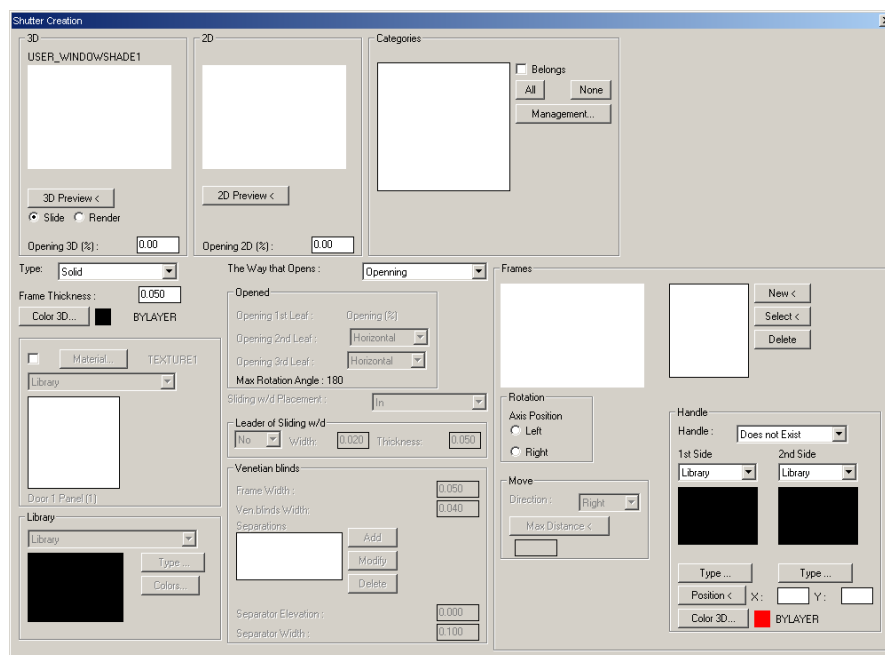 Shutter Creation
3D
USER_WINDOWSHADE1
3D Preview <
Slide Render
Opening 3D (%) : 0.00
2D
2D Preview <
Opening 2D (%) : 0.00
Categories
Belongs
All None
Management...
Type: Solid
Frame Thickness : 0.050
Color 3D... BYLAYER
Material... TEXTURE1
Library
Door 1 Panel (1)
Library
Library
Type ...
Colors...
The Way that Opens : Openning
Opened
Opening 1st Leaf : Opening (%)
Opening 2nd Leaf : Horizontal
Opening 3rd Leaf : Horizontal
Max Rotation Angle : 180
Sliding w/d Placement : In
Leader of Sliding w/d
No Width: 0.020 Thickness: 0.050
Venetian blinds
Frame Width : 0.050
Ven.blinds Width: 0.040
Separations
Add
Modify
Delete
Separator Elevation : 0.000
Separator Width : 0.100
Frames
New <
Select <
Delete
Rotation
Axis Position
Left
Right
Move
Direction : Right
Max Distance <
Handle
Handle : Does not Exist
1st Side 2nd Side
Library Library
Type ... Type ...
Position < X : Y :
Color 3D... BYLAYER